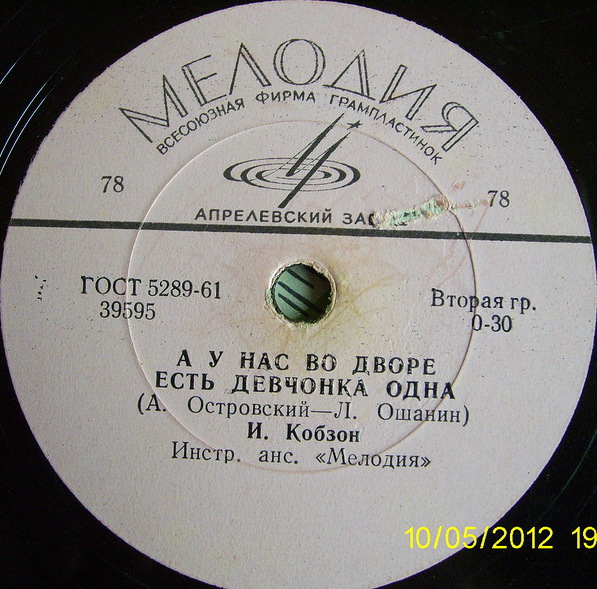 МЕЛОДИЯ
ВСЕСОЮЗНАЯ ФИРМА ГРАМПЛАСТИНОК
78
78
АПРЕЛЕВСКИЙ
ГОСТ 5289-61
39595
Вторая гр.
0-30
А У НАС ВО ДВОРЕ
ЕСТЬ ДЕВЧОНКА ОДНА
(А. Островский—Л. Ошанин)
И. Кобзон
Инстр. анс. «Мелодия»
10/05/2012 19